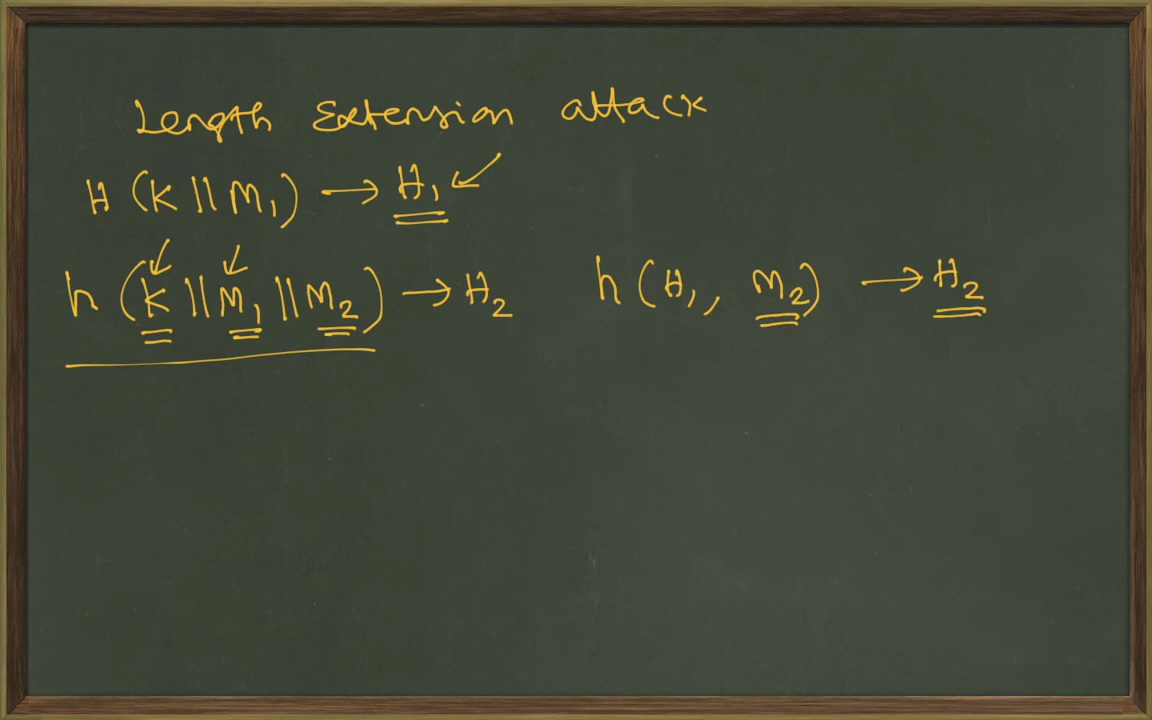 Length Extension attack
H (K || M₁) → H₁
h (K || M₁ || M₂) → H₂ h (H₁, M₂) → H₂